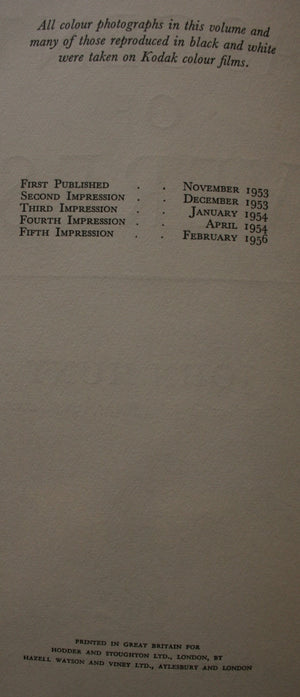 All colour photographs in this volume and
many of those reproduced in black and white
were taken on Kodak colour films.
First Published . . November 1953
Second Impression . . December 1953
Third Impression . . January 1954
Fourth Impression . . April 1954
Fifth Impression . . February 1956
PRINTED IN GREAT BRITAIN FOR
HODDER AND STOUGHTON LTD., LONDON, BY
HAZELL WATSON AND VINEY LTD., AYLESBURY AND LONDON